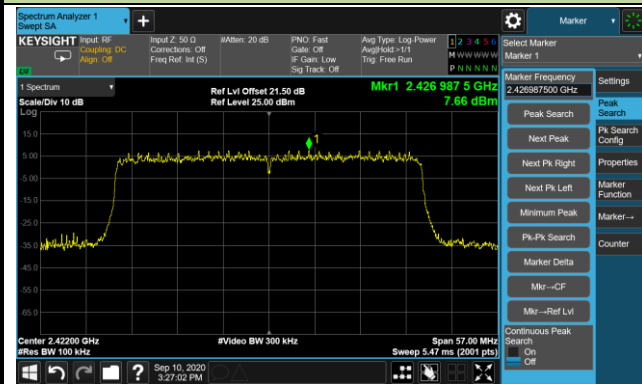 Spectrum Analyzer 1
Swept SA
KEYSIGHT
Input: RF
Coupling: DC
Align: Off
Input Z: 50 Ω
Corrections: Off
Freq Ref: Int (S)
#Atten: 20 dB
PNO: Fast
Gate: Off
IF Gain: Low
Sig Track: Off
Avg Type: Log-Power
Avg|Hold:>1/1
Trig: Free Run
1 2 3 4 5 6
M W W W W W
P N N N N N
1 Spectrum
Scale/Div 10 dB
Log
Ref Lvl Offset 21.50 dB
Ref Level 25.00 dBm
Mkr1 2.426 987 5 GHz
7.66 dBm
15.0
5.00
-5.00
-15.0
-25.0
-35.0
-45.0
-55.0
-65.0
1
Center 2.42200 GHz
#Res BW 100 kHz
#Video BW 300 kHz
Span 57.00 MHz
Sweep 5.47 ms (2001 pts)
Sep 10, 2020
3:27:02 PM
Marker
Select Marker
Marker 1
Marker Frequency
2.426987500 GHz
Peak Search
Next Peak
Next Pk Right
Next Pk Left
Minimum Peak
Pk-Pk Search
Marker Delta
Mkr→CF
Mkr→Ref Lvl
Continuous Peak
Search
On
Off
Settings
Peak
Search
Pk Search
Config
Properties
Marker
Function
Marker→
Counter